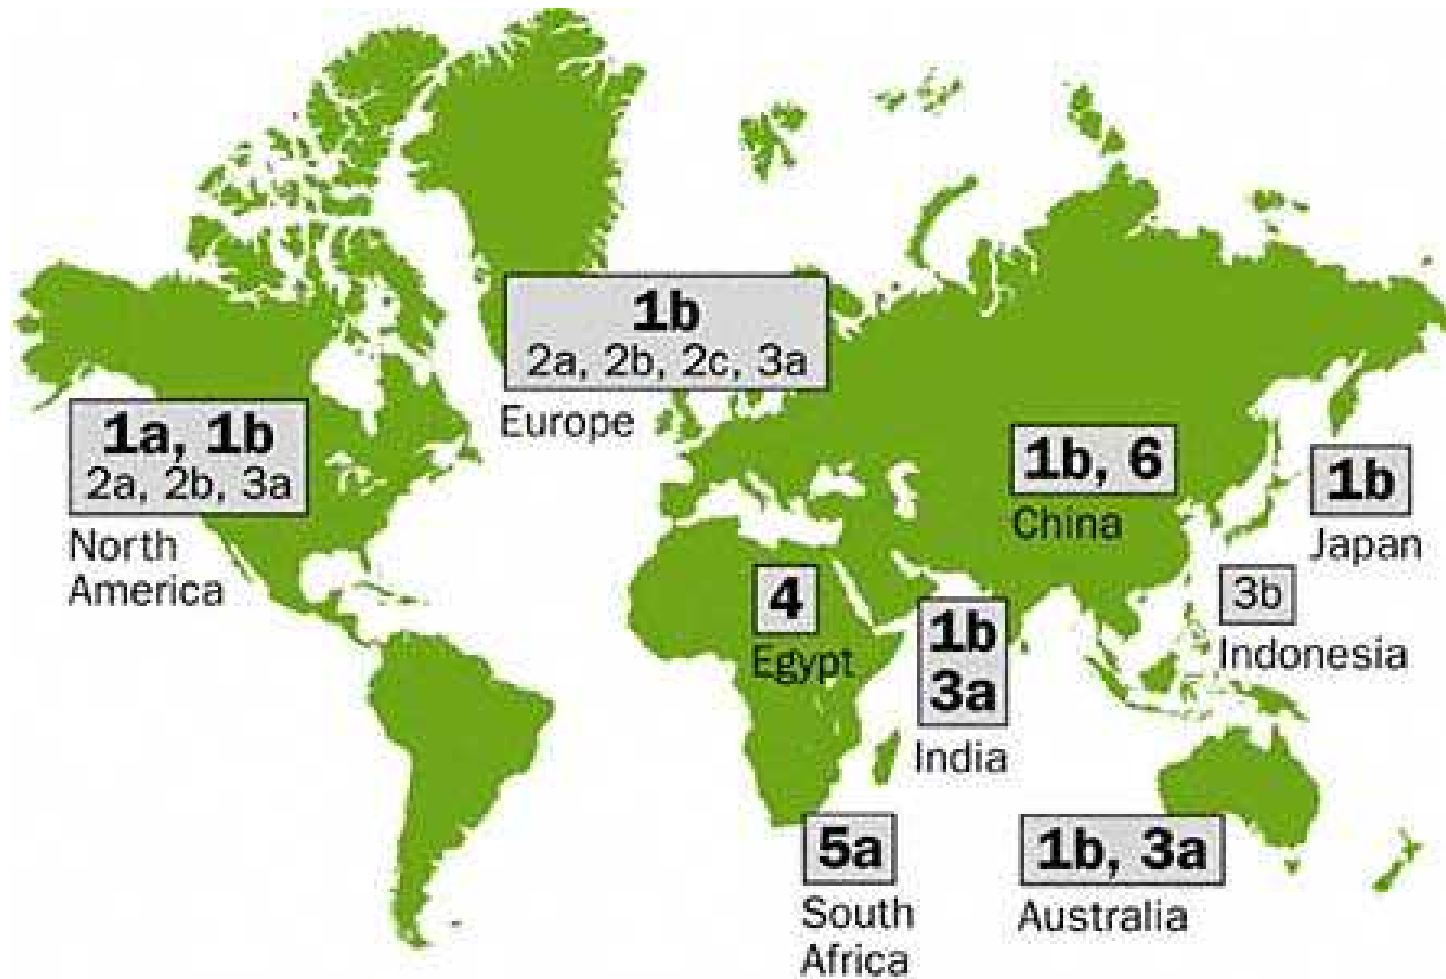 1b
2a, 2b, 2c, 3a
Europe
1a, 1b
2a, 2b, 3a
North
America
1b, 6
China
1b
Japan
4
Egypt
1b
3a
India
3b
Indonesia
5a
South
Africa
1b, 3a
Australia